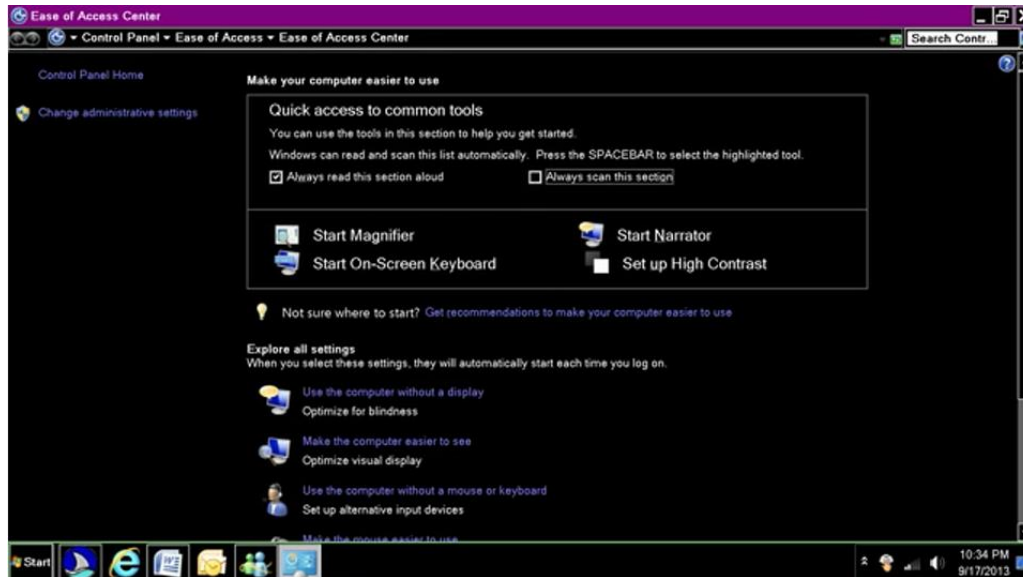 Ease of Access Center
Control Panel Ease of Access Ease of Access Center
Search Contr...
Control Panel Home
Change administrative settings
Make your computer easier to use
Quick access to common tools
You can use the tools in this section to help you get started.
Windows can read and scan this list automatically. Press the SPACEBAR to select the highlighted tool.
Always read this section aloud
Always scan this section
Start Magnifier
Start Narrator
Start On-Screen Keyboard
Set up High Contrast
Not sure where to start? Get recommendations to make your computer easier to use
Explore all settings
When you select these settings, they will automatically start each time you log on.
Use the computer without a display
Optimize for blindness
Make the computer easier to see
Optimize visual display
Use the computer without a mouse or keyboard
Set up alternative input devices
Make the mouse easier to use
Start
10:34 PM
9/17/2013